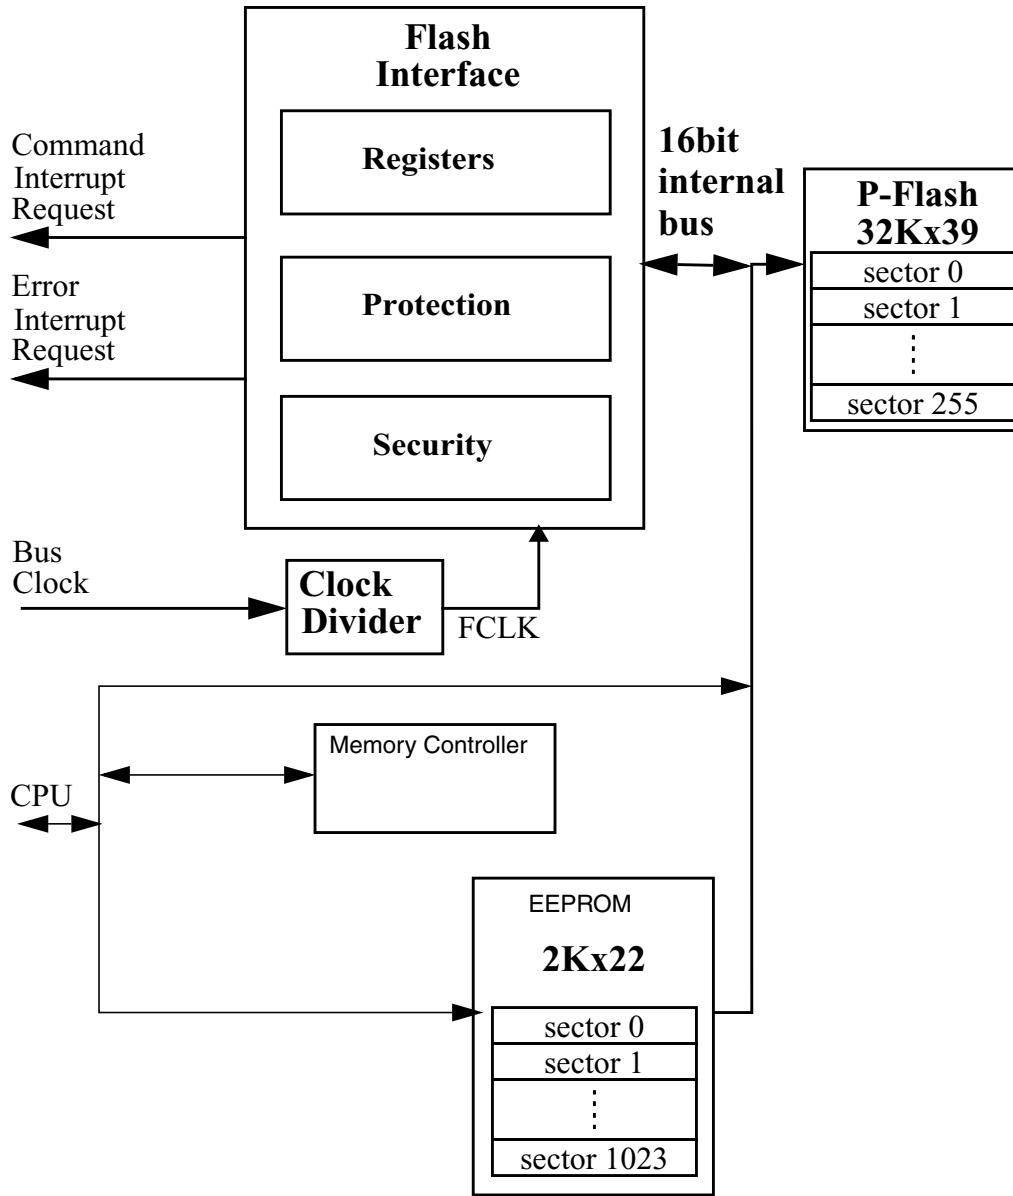 Flash
Interface
Registers
Protection
Security
Command
Interrupt
Request
Error
Interrupt
Request
16bit
internal
bus
P-Flash
32Kx39
sector 0
sector 1
sector 255
Bus
Clock
Clock
Divider
FCLK
Memory Controller
CPU
EEPROM
2Kx22
sector 0
sector 1
sector 1023